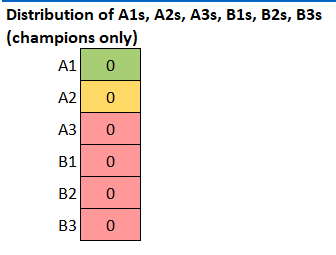 Distribution of A1s, A2s, A3s, B1s, B2s, B3s
(champions only)
A1 0
A2 0
A3 0
B1 0
B2 0
B3 0